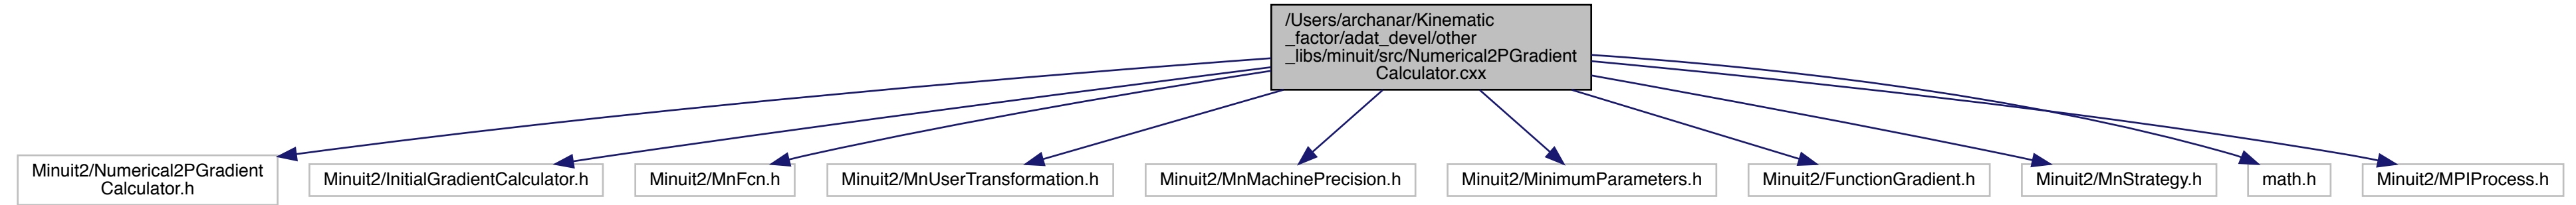 /Users/archanar/Kinematic
_factor/adat_devel/other
_libs/minuit/src/Numerical2PGradient
Calculator.cxx
Minuit2/Numerical2PGradient
Calculator.h
Minuit2/InitialGradientCalculator.h
Minuit2/MnFcn.h
Minuit2/MnUserTransformation.h
Minuit2/MnMachinePrecision.h
Minuit2/MinimumParameters.h
Minuit2/FunctionGradient.h
Minuit2/MnStrategy.h
math.h
Minuit2/MPIProcess.h